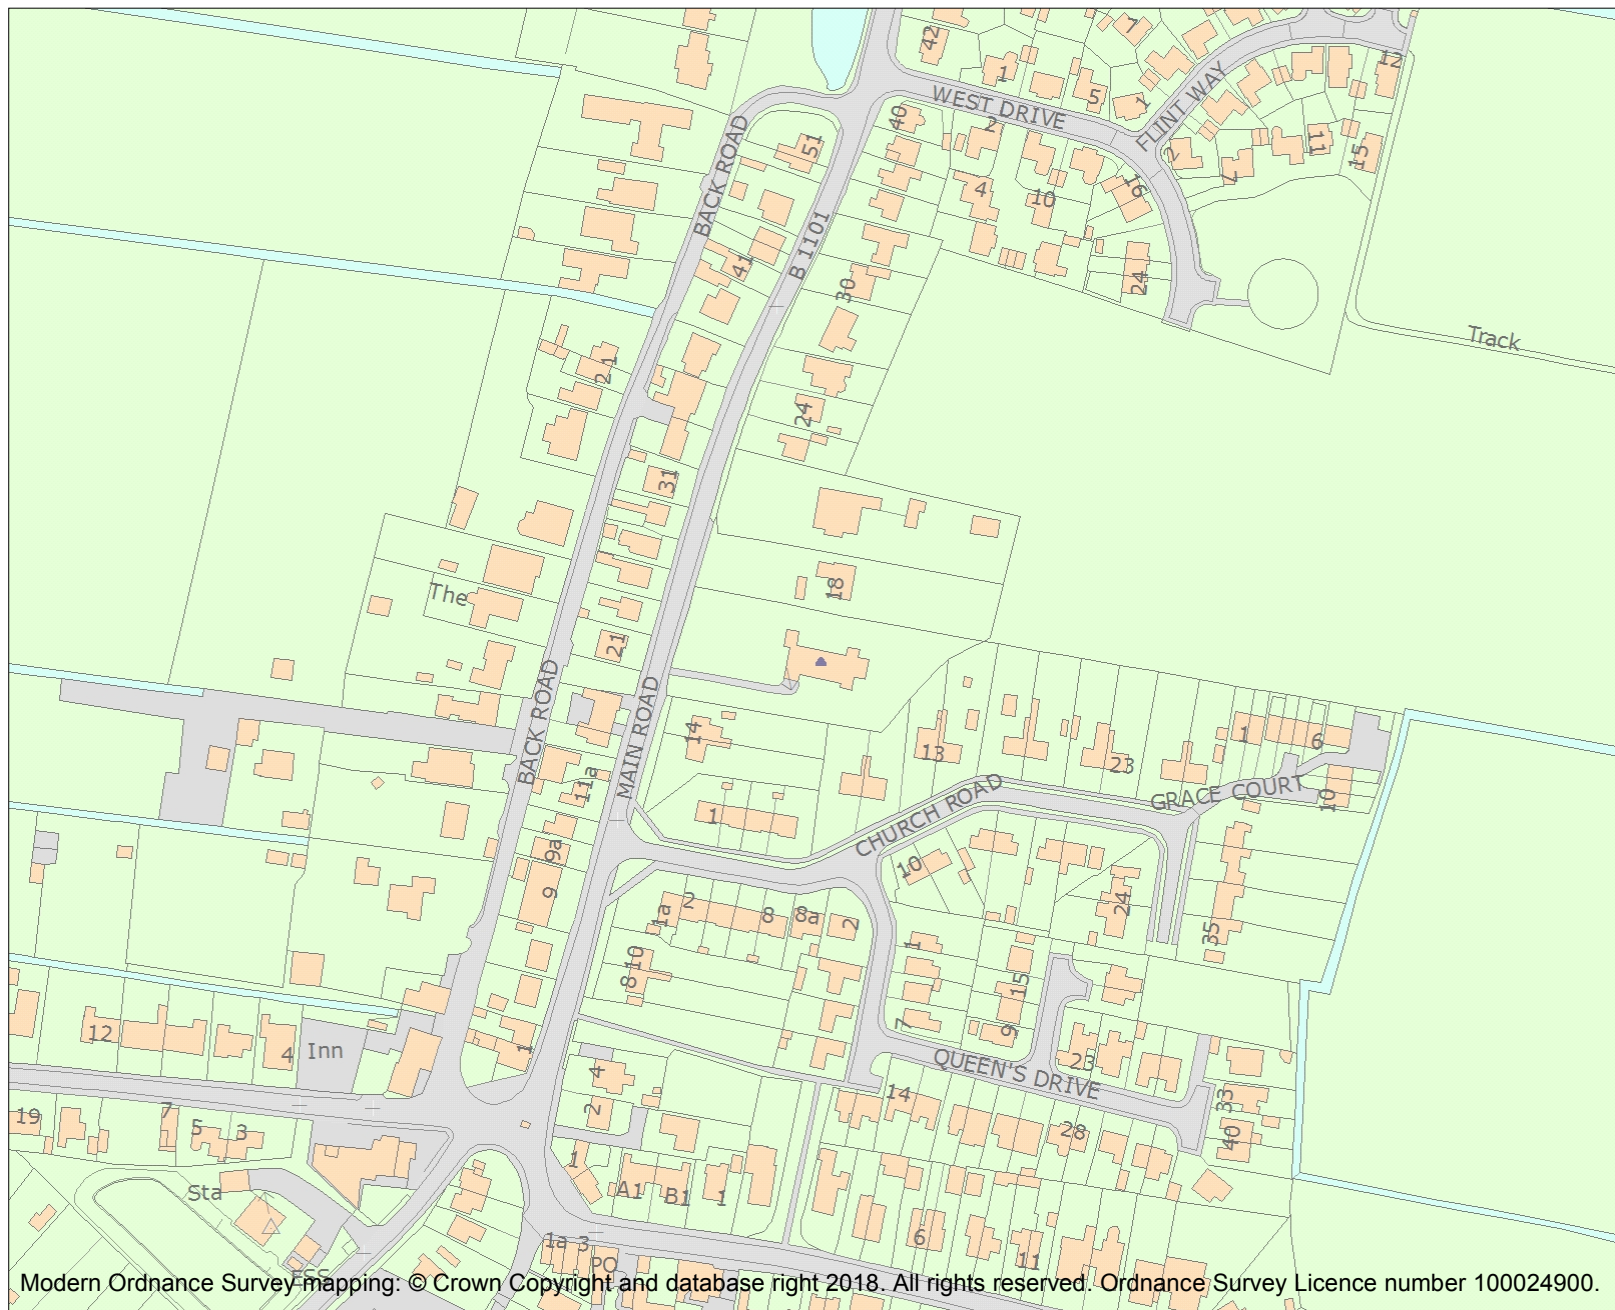 42
7
1
5
1
FLINT WAY
12
WEST DRIVE
40
2
51
BACK ROAD
2
11
15
7
16
4
10
B 1101
41
24
30
Track
21
24
31
The
18
21
BACK ROAD
MAIN ROAD
14
13
23
1
6
11a
GRACE COURT
10
CHURCH ROAD
1
9a
10
9
2
1a
8
8a
2
24
35
1
10
8
15
12
4
Inn
7
9
1
QUEEN'S DRIVE
23
4
2
14
33
19
7
5
3
28
40
1
Sta
A1
B1
1
6
11
1a
3
PO
ESS
Modern Ordnance Survey mapping: © Crown Copyright and database right 2018. All rights reserved. Ordnance Survey Licence number 100024900.